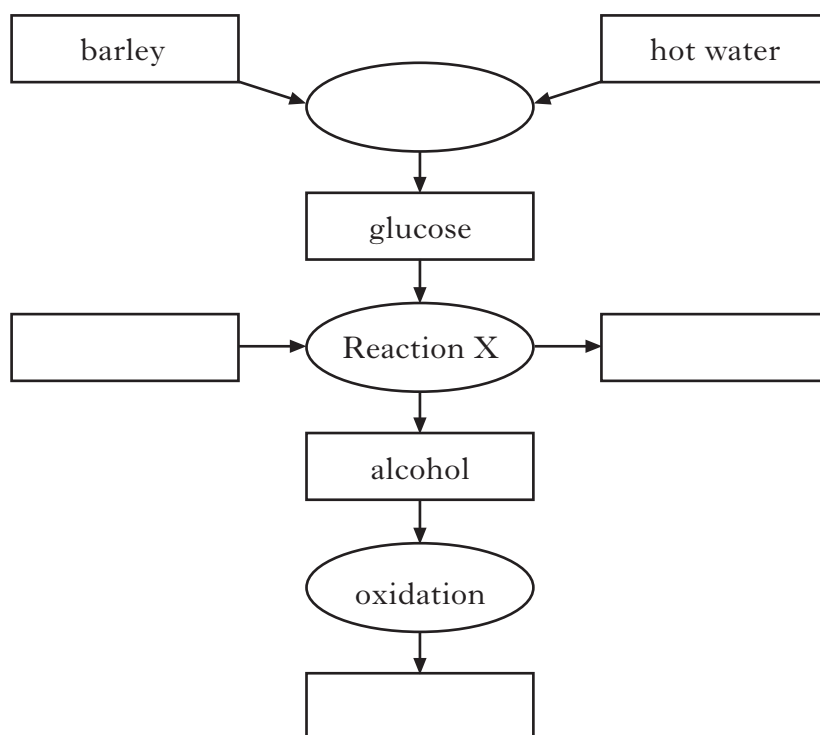 barley
hot water
glucose
Reaction X
alcohol
oxidation